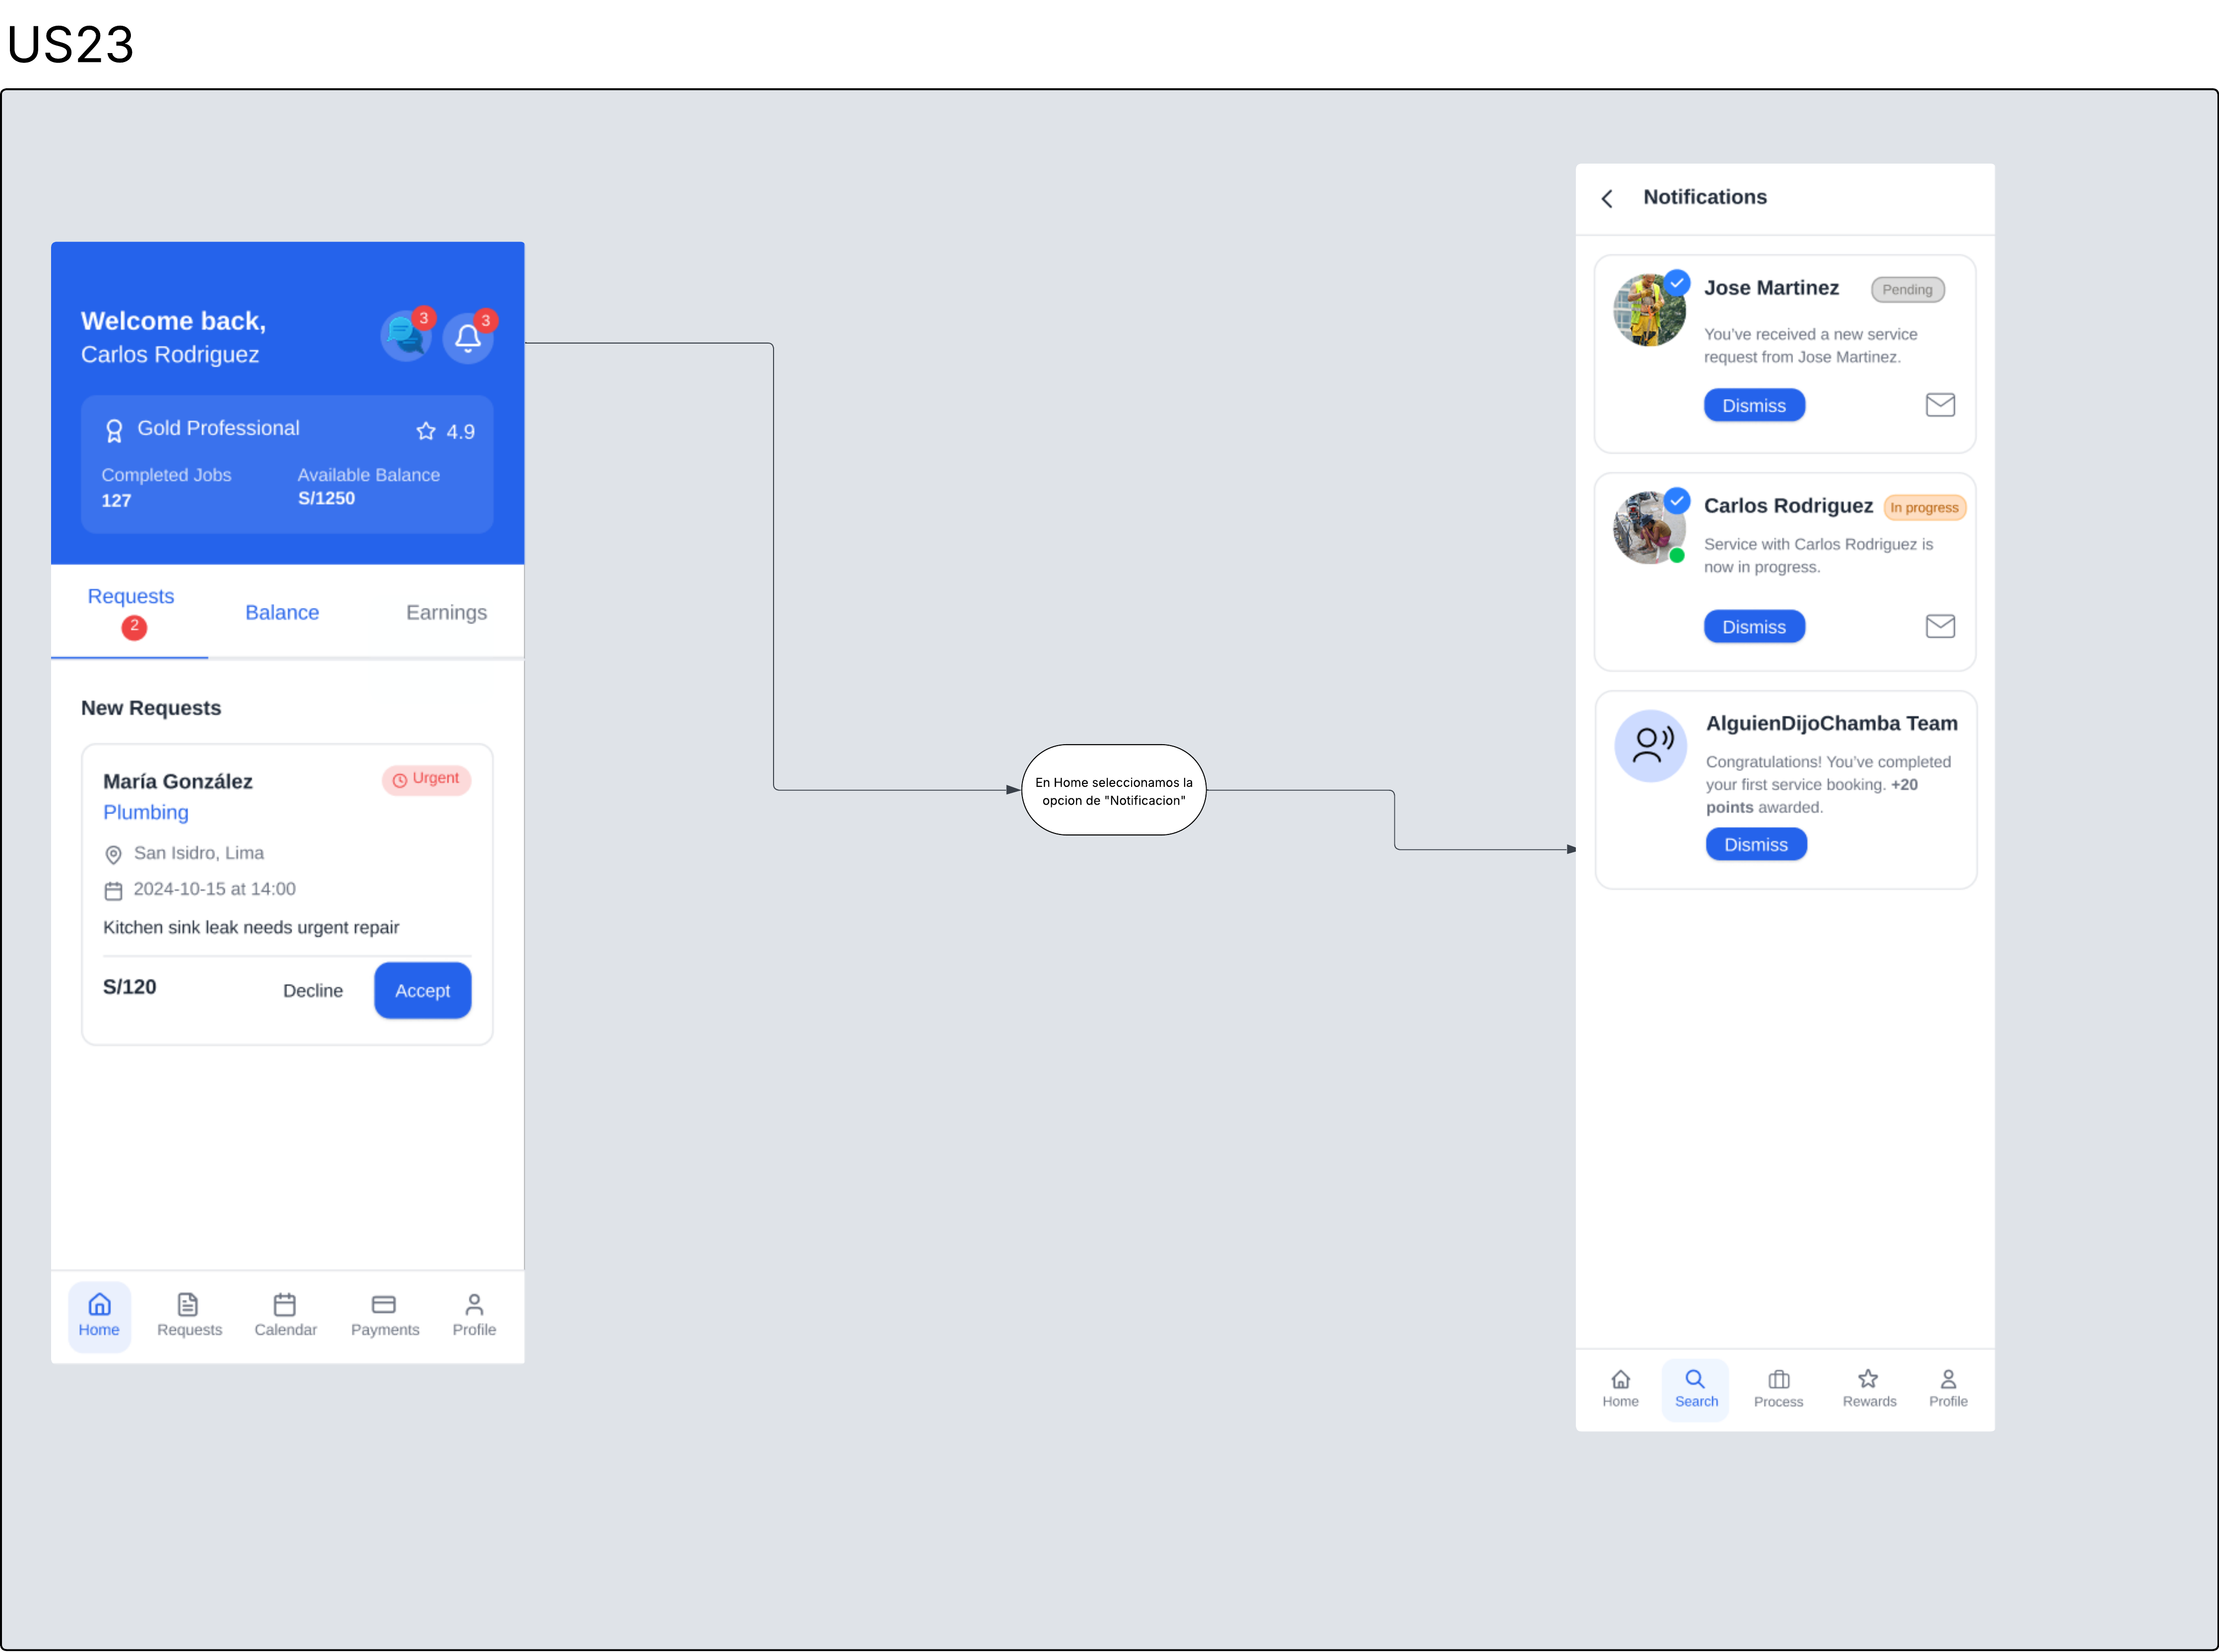 US23
Welcome back,
Carlos Rodriguez
3
3
Gold Professional
4.9
Completed Jobs
Available Balance
127
S/1250
Requests
2
Balance
Earnings
New Requests
María González
Urgent
Plumbing
San Isidro, Lima
2024-10-15 at 14:00
Kitchen sink leak needs urgent repair
S/120
Decline
Accept
Home
Requests
Calendar
Payments
Profile
En Home seleccionamos la
opcion de "Notificacion"
Notifications
Jose Martinez
Pending
You’ve received a new service
request from Jose Martinez.
Dismiss
Carlos Rodriguez
In progress
Service with Carlos Rodriguez is
now in progress.
Dismiss
AlguienDijoChamba Team
Congratulations! You’ve completed
your first service booking. +20
points awarded.
Dismiss
Home
Search
Process
Rewards
Profile